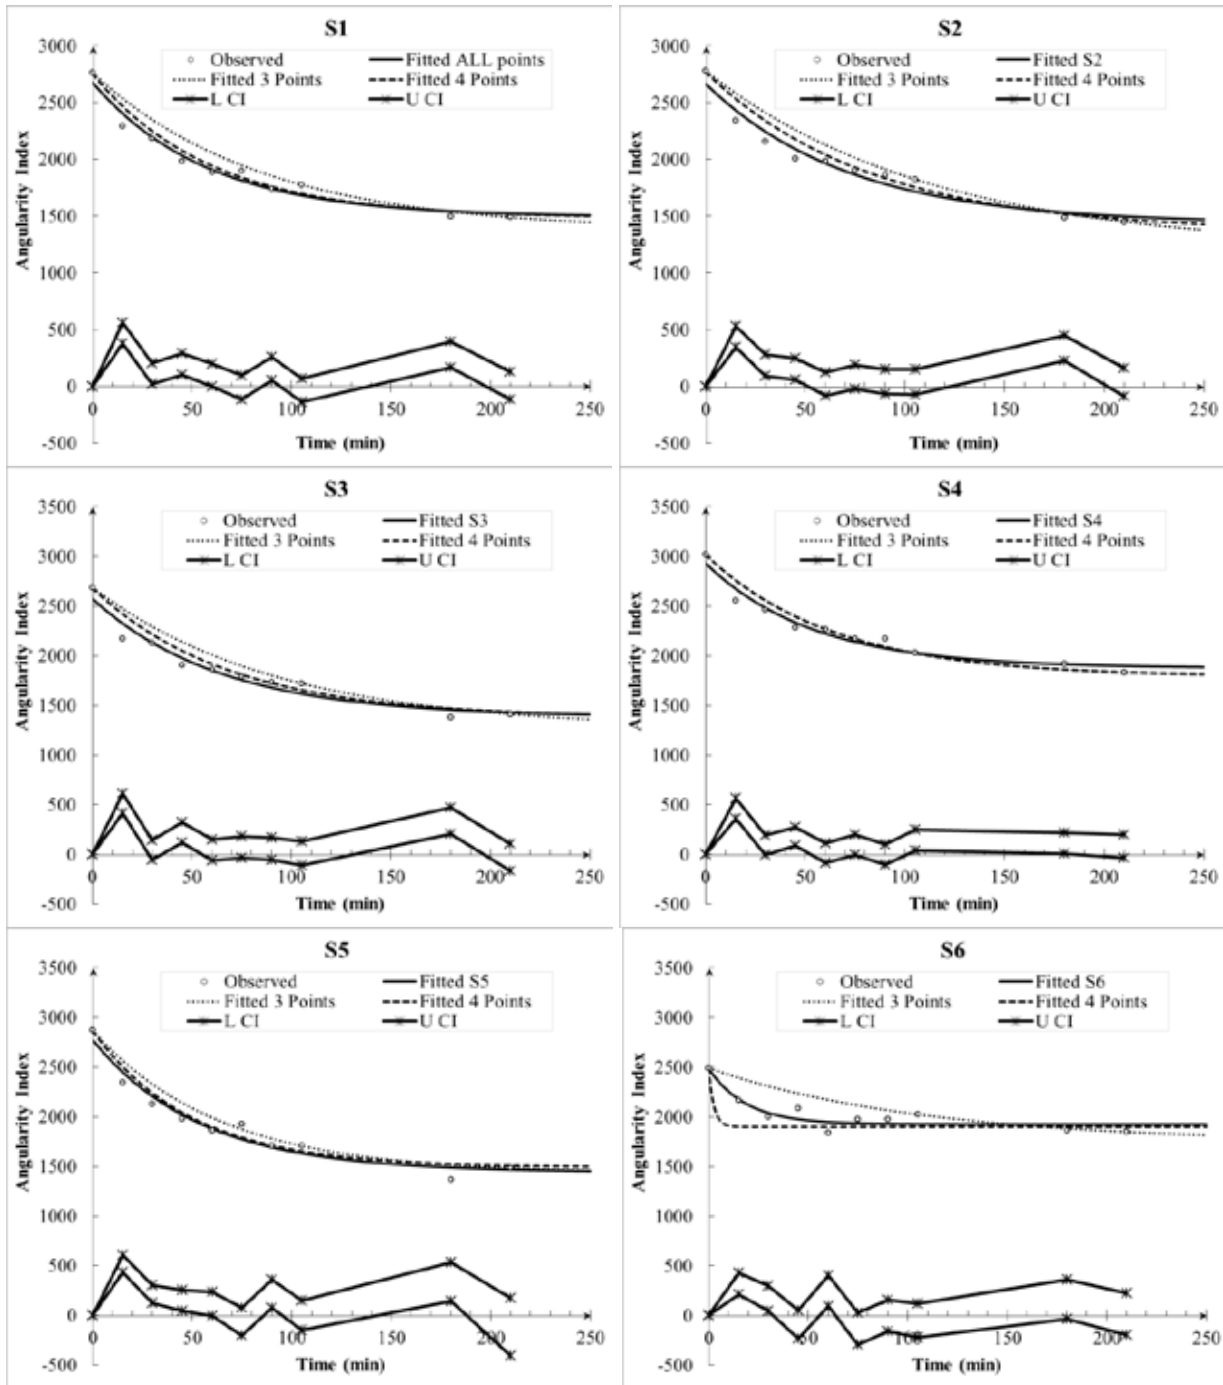 S1
3000
Observed Fitted ALL points
Fitted 3 Points Fitted 4 Points
L CI U CI
2500
2000
1500
1000
500
0
-500
Angularity Index
0 50 100 150 200 250
Time (min)
S2
3000
Observed Fitted S2
Fitted 3 Points Fitted 4 Points
L CI U CI
2500
2000
1500
1000
500
0
-500
Angularity Index
0 50 100 150 200 250
Time (min)
S3
3500
Observed Fitted S3
3000
Fitted 3 Points Fitted 4 Points
L CI U CI
2500
2000
1500
1000
500
0
-500
Angularity Index
0 50 100 150 200 250
Time (min)
S4
3500
Observed Fitted S4
3000
Fitted 3 Points Fitted 4 Points
L CI U CI
2500
2000
1500
1000
500
0
-500
Angularity Index
0 50 100 150 200 250
Time (min)
S5
3500
Observed Fitted S5
Fitted 3 Points Fitted 4 Points
L CI U CI
3000
2500
2000
1500
1000
500
0
-500
Angularity Index
0 50 100 150 200 250
Time (min)
S6
3500
Observed Fitted S6
Fitted 3 Points Fitted 4 Points
L CI U CI
3000
2500
2000
1500
1000
500
0
-500
Angularity Index
0 50 100 150 200 250
Time (min)